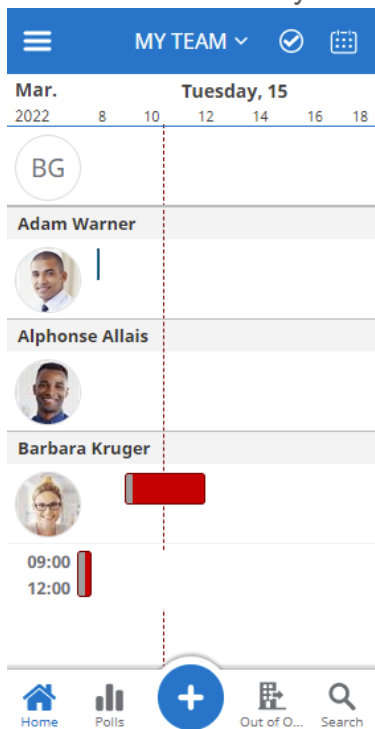 MY TEAM
Mar. Tuesday, 15
2022 8 10 12 14 16 18
BG
Adam Warner
Alphonse Allais
Barbara Kruger
09:00
12:00
Home Polls Out of O... Search